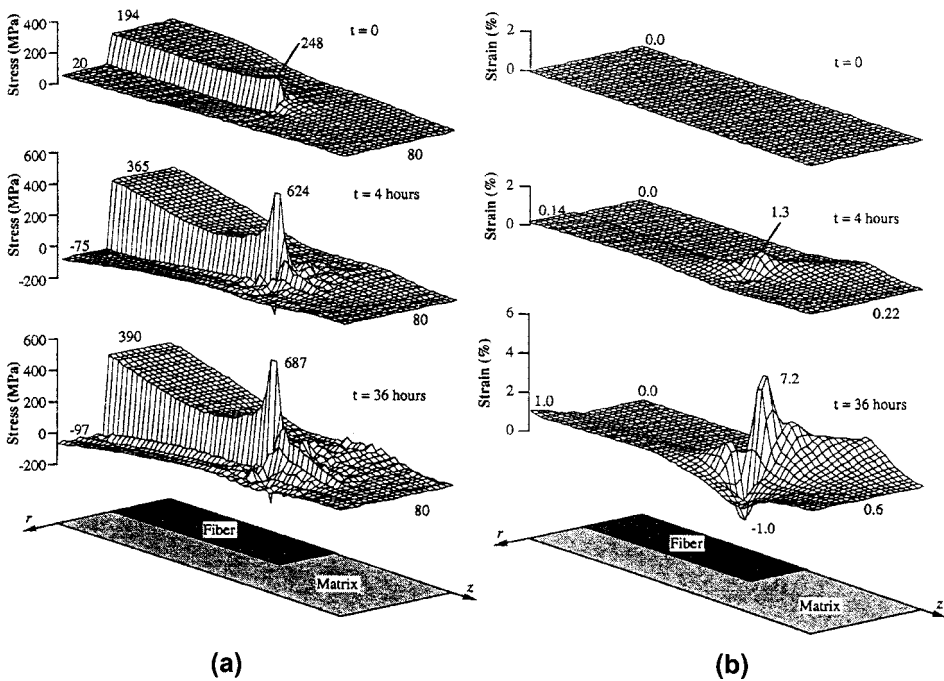 Stress (MPa)
400
200
0
194
248
20
80
t = 0
Stress (MPa)
600
400
200
0
-200
365
624
-75
80
t = 4 hours
Stress (MPa)
600
400
200
0
-200
390
687
-97
80
t = 36 hours
r
Fiber
Matrix
z
(a)
Strain (%)
2
0
0.0
t = 0
Strain (%)
2
0
0.14
0.0
1.3
0.22
t = 4 hours
Strain (%)
6
4
2
0
1.0
0.0
7.2
-1.0
0.6
t = 36 hours
r
Fiber
Matrix
z
(b)